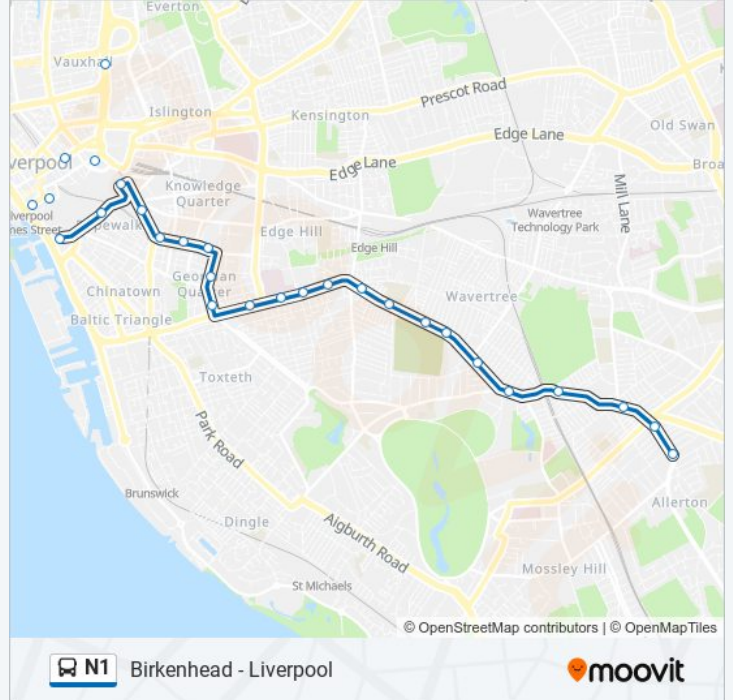 Everton
Vauxhall
Islington
Kensington
Prescot Road
Edge Lane
Old Swan
verpool
Edge Lane
Broa
Knowledge
Quarter
Mill Lane
iverpool
mes Street
Wavertree
Technology Park
Edge Hill
Edge Hill
Georgian
Quarter
Chinatown
Wavertree
Baltic Triangle
Toxteth
Park Road
Brunswick
Allerton
Dingle
Aigburth Road
Mossley Hill
St Michaels
© OpenStreetMap contributors | © OpenMapTiles
N1 Birkenhead - Liverpool
moovit